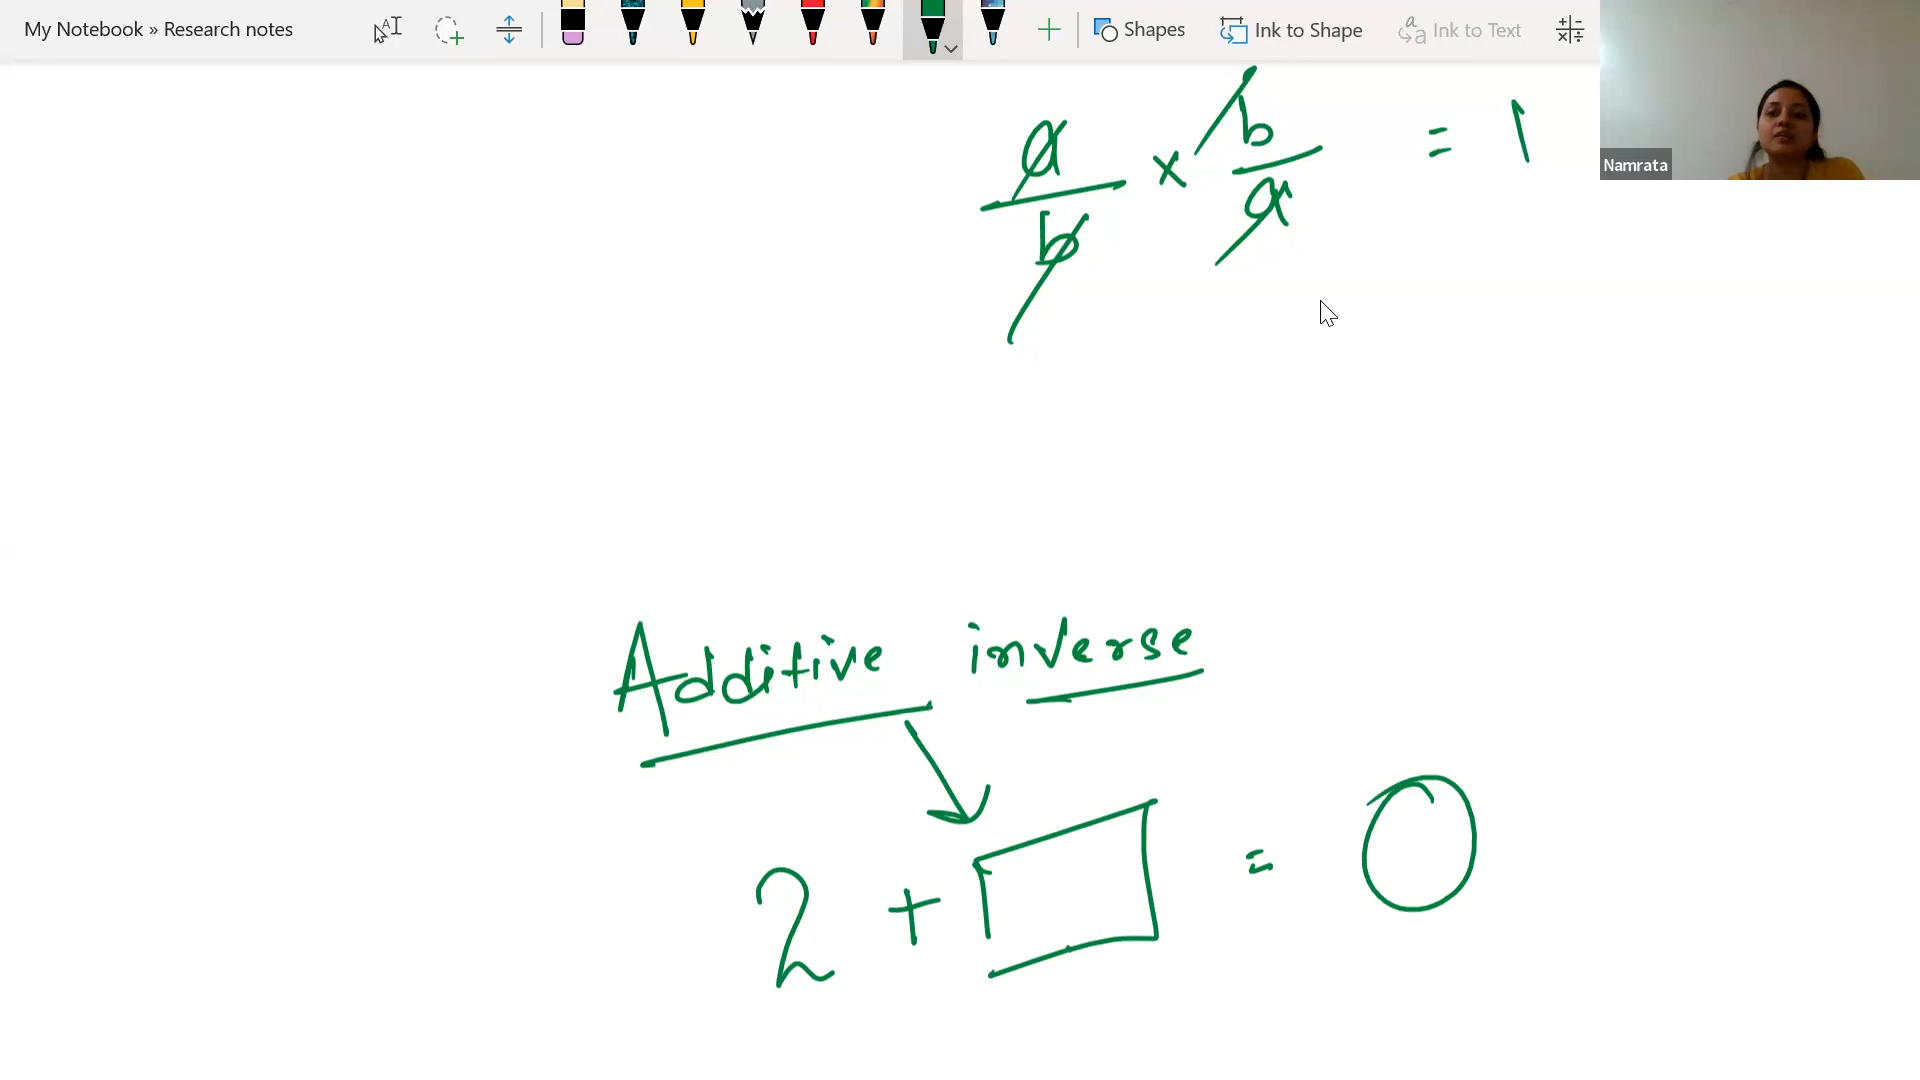 My Notebook » Research notes
Shapes
Ink to Shape
Ink to Text
Namrata
a/b × b/a = 1
Additive inverse
2 + □ = 0